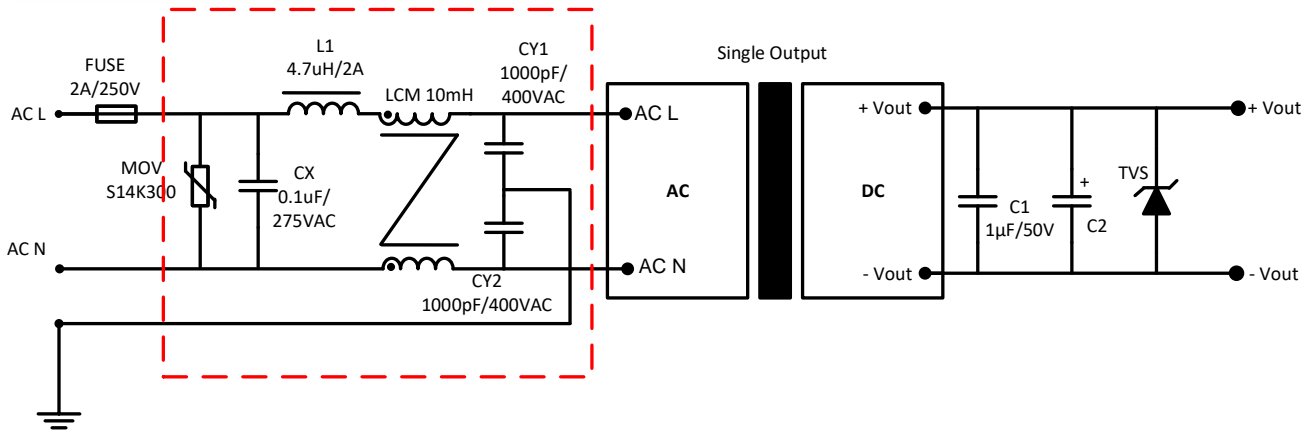 L1
4.7uH/2A
CY1
1000pF/
400VAC
Single Output
FUSE
2A/250V
LCM 10mH
AC L
AC L
+ Vout
+ Vout
MOV
S14K300
CX
0.1uF/
275VAC
AC
DC
C1
1µF/50V
+
C2
TVS
AC N
AC N
- Vout
- Vout
CY2
1000pF/400VAC